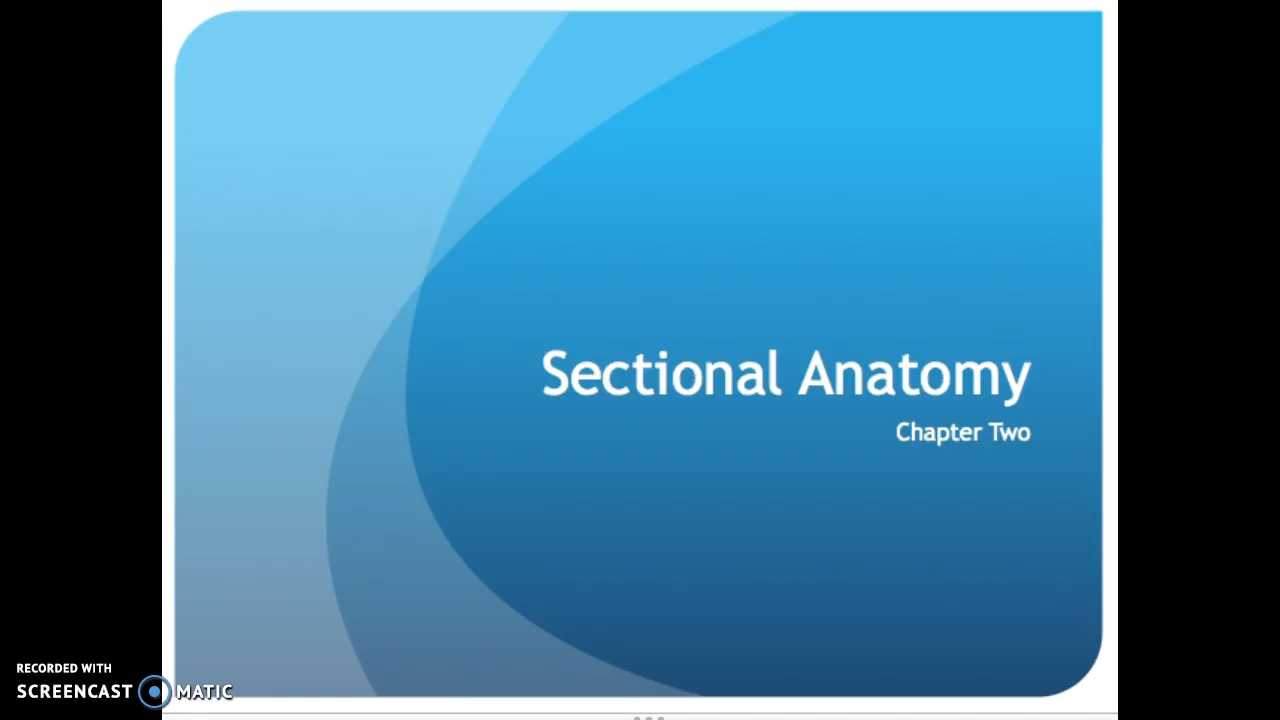 Sectional Anatomy
Chapter Two
RECORDED WITH
SCREENCAST MATIC